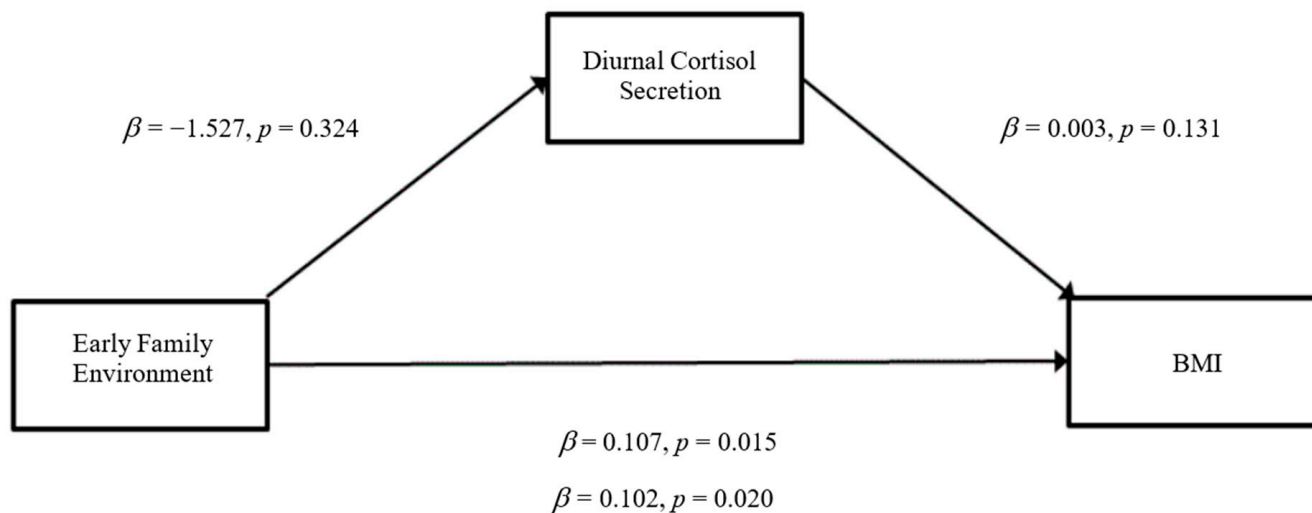 Diurnal Cortisol
Secretion
β = −1.527, p = 0.324
β = 0.003, p = 0.131
Early Family
Environment
BMI
β = 0.107, p = 0.015
β = 0.102, p = 0.020